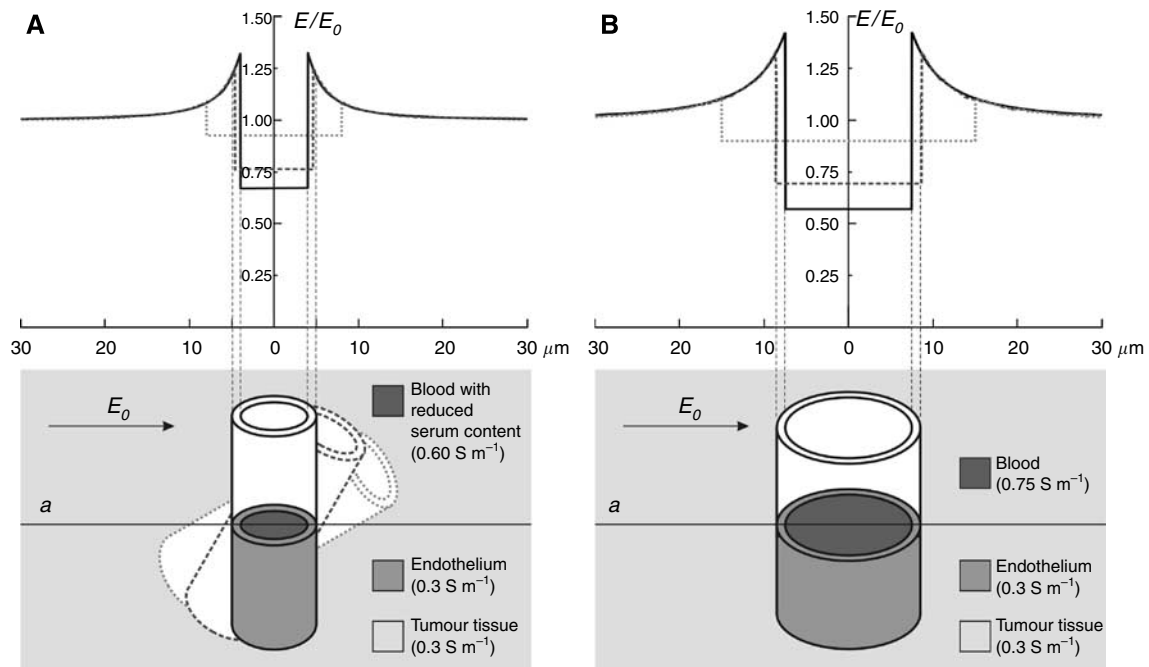 A
E/E₀
1.50
1.25
1.00
0.75
0.50
0.25
30 20 10 0 10 20 30 μm
E₀
a
Blood with
reduced
serum content
(0.60 S m⁻¹)
Endothelium
(0.3 S m⁻¹)
Tumour tissue
(0.3 S m⁻¹)
B
E/E₀
1.50
1.25
1.00
0.75
0.50
0.25
30 20 10 0 10 20 30 μm
E₀
a
Blood
(0.75 S m⁻¹)
Endothelium
(0.3 S m⁻¹)
Tumour tissue
(0.3 S m⁻¹)